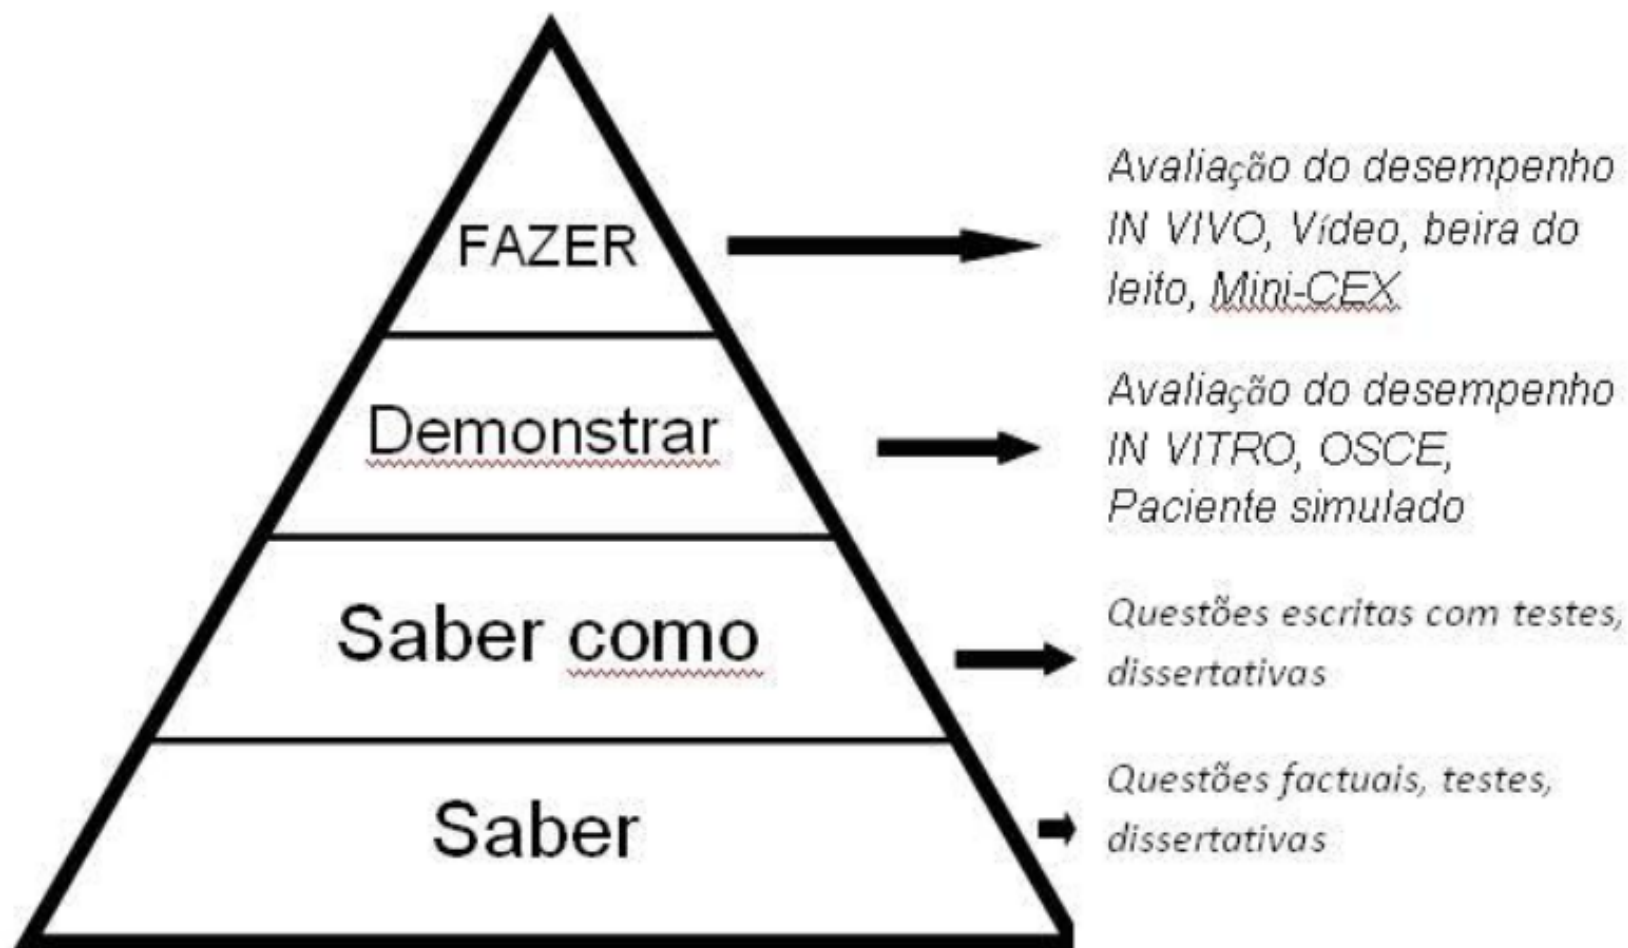 FAZER
Avaliação do desempenho
IN VIVO, Vídeo, beira do
leito, Mini-CEX
Demonstrar
Avaliação do desempenho
IN VITRO, OSCE,
Paciente simulado
Saber como
Questões escritas com testes,
dissertativas
Saber
Questões factuais, testes,
dissertativas